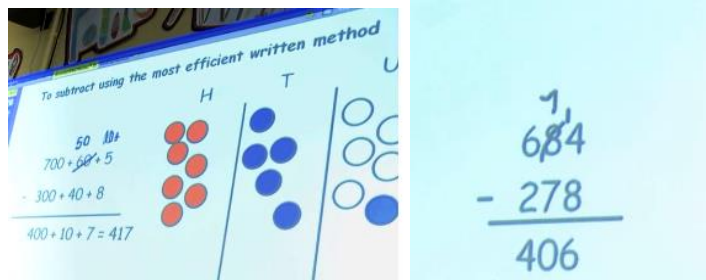 To subtract using the most efficient written method
H T U
50 10+
700 + 60 + 5
- 300 + 40 + 8
400 + 10 + 7 = 417
7 1
684
- 278
406